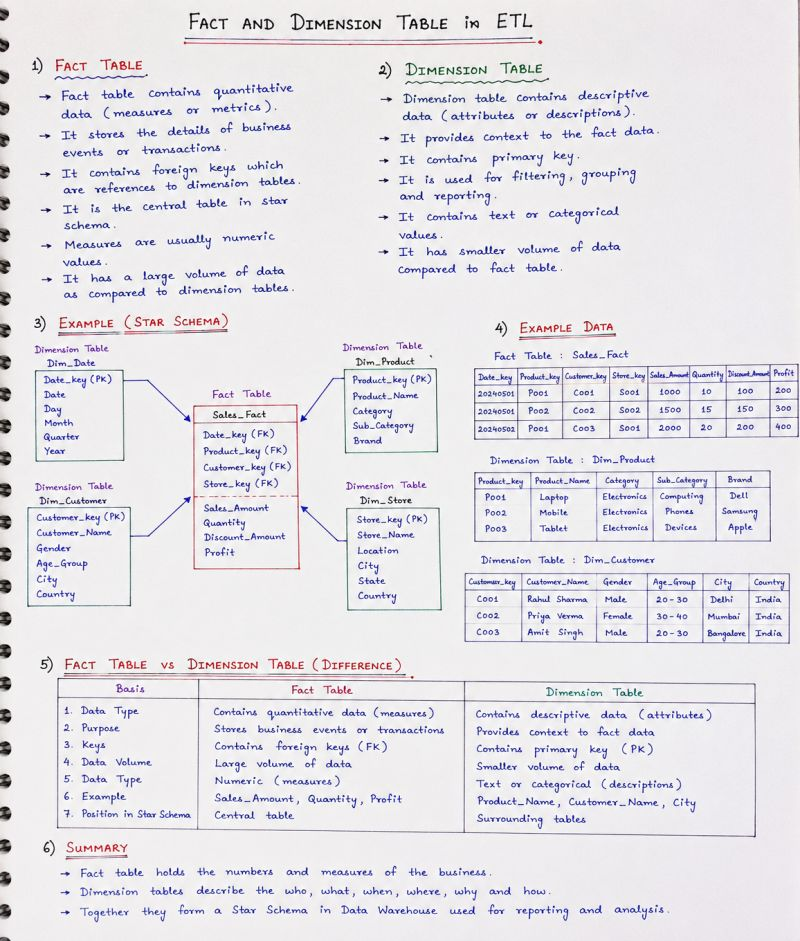 FACT AND DIMENSION TABLE in ETL
1) FACT TABLE
→ Fact table contains quantitative
data (measures or metrics).
→ It stores the details of business
events or transactions.
→ It contains foreign keys which
are references to dimension tables.
→ It is the central table in star
schema.
→ Measures are usually numeric
values.
→ It has a large volume of data
as compared to dimension tables.
2) DIMENSION TABLE
→ Dimension table contains descriptive
data (attributes or descriptions).
→ It provides context to the fact data.
→ It contains primary key.
→ It is used for filtering, grouping
and reporting.
→ It contains text or categorical
values.
→ It has smaller volume of data
compared to fact table.
3) EXAMPLE (STAR SCHEMA)
Dimension Table
Dim_Date
Date_key (PK)
Date
Day
Month
Quarter
Year
Dimension Table
Dim_Customer
Customer_key (PK)
Customer_Name
Gender
Age_Group
City
Country
Fact Table
Sales_Fact
Date_key (FK)
Product_key (FK)
Customer_key (FK)
Store_key (FK)
Sales_Amount
Quantity
Discount_Amount
Profit
Dimension Table
Dim_Product
Product_key (PK)
Product_Name
Category
Sub_Category
Brand
Dimension Table
Dim_Store
Store_key (PK)
Store_Name
Location
City
State
Country
4) EXAMPLE DATA
Fact Table : Sales_Fact
Date_key Product_key Customer_key Store_key Sales_Amount Quantity Discount_Amount Profit
20240501 P001 C001 S001 1000 10 100 200
20240501 P002 C002 S002 1500 15 150 300
20240501 P001 C003 S001 2000 20 200 400
Dimension Table : Dim_Product
Product_key Product_Name Category Sub_Category Brand
P001 Laptop Electronics Computing Dell
P002 Mobile Electronics Phones Samsung
P003 Tablet Electronics Devices Apple
Dimension Table : Dim_Customer
Customer_key Customer_Name Gender Age_Group City Country
C001 Rahul Sharma Male 20-30 Delhi India
C002 Priya Verma Female 30-40 Mumbai India
C003 Amit Singh Male 20-30 Bangalore India
5) FACT TABLE vs DIMENSION TABLE (DIFFERENCE)
Basis Fact Table Dimension Table
1. Data Type Contains quantitative data (measures) Contains descriptive data (attributes)
2. Purpose Stores business events or transactions Provides context to fact data
3. Keys Contains foreign keys (FK) Contains primary key (PK)
4. Data Volume Large volume of data Smaller volume of data
5. Data Type Numeric (measures) Text or categorical (descriptions)
6. Example Sales_Amount, Quantity, Profit Product_Name, Customer_Name, City
7. Position in Star Schema Central table Surrounding tables
6) SUMMARY
→ Fact table holds the numbers and measures of the business.
→ Dimension tables describe the who, what, when, where, why and how.
→ Together they form a Star Schema in Data Warehouse used for reporting and analysis.